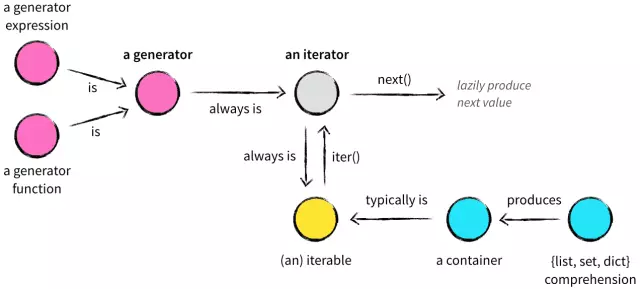 a generator
expression
is
a generator
an iterator
next()
lazily produce
next value
always is
is
a generator
function
always is
iter()
typically is
produces
(an) iterable
a container
{list, set, dict}
comprehension